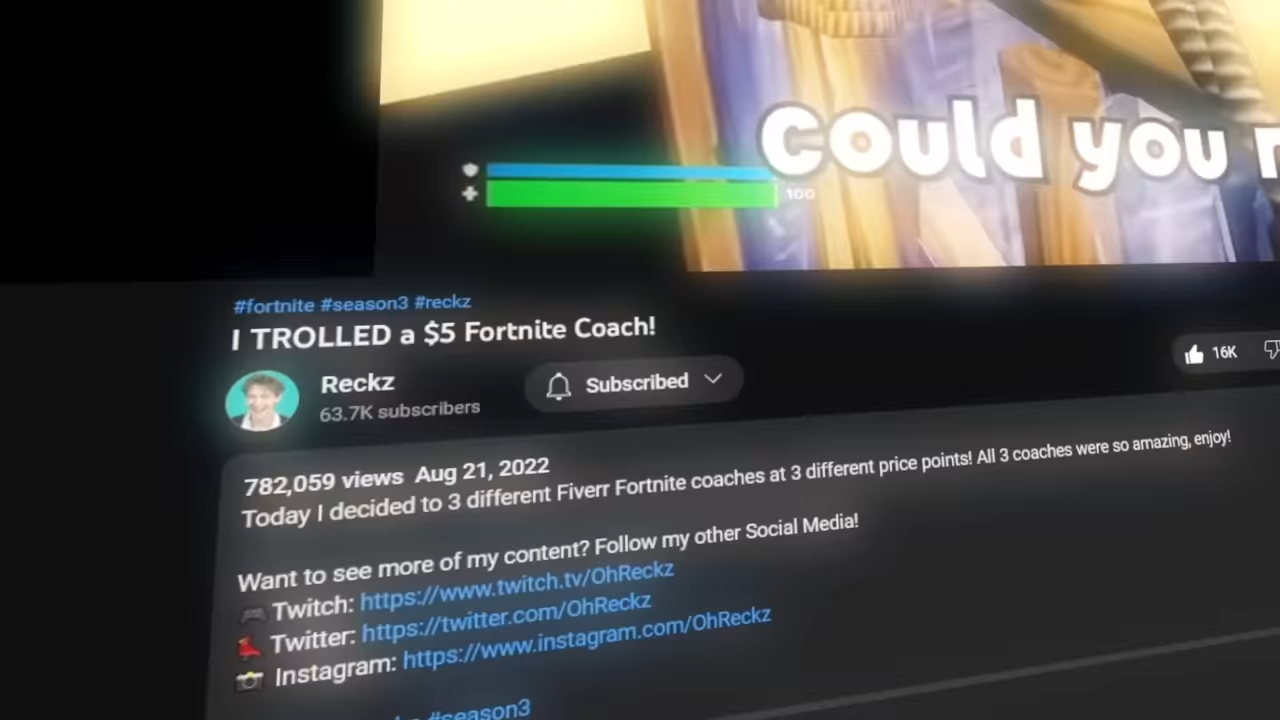 could you
100
#fortnite #season3 #reckz
I TROLLED a $5 Fortnite Coach!
Reckz
63.7K subscribers
Subscribed
16K
782,059 views Aug 21, 2022
Today I decided to 3 different Fiverr Fortnite coaches at 3 different price points! All 3 coaches were so amazing, enjoy!
Want to see more of my content? Follow my other Social Media!
Twitch: https://www.twitch.tv/OhReckz
Twitter: https://twitter.com/OhReckz
Instagram: https://www.instagram.com/OhReckz
#season3